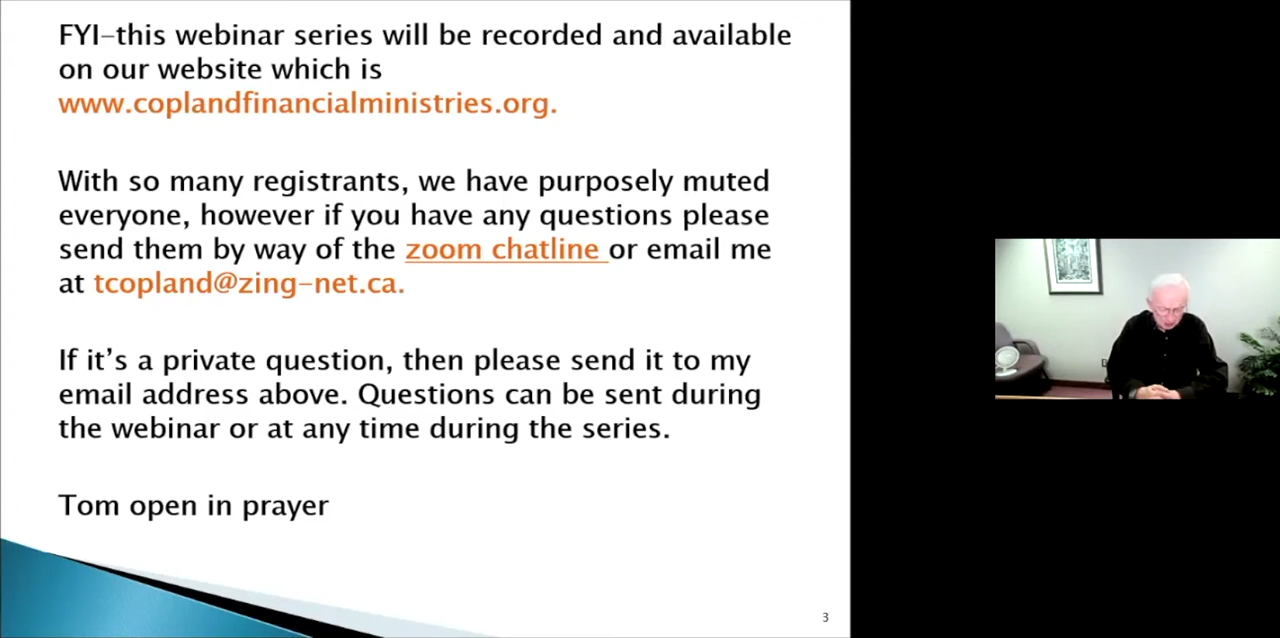 FYI-this webinar series will be recorded and available
on our website which is
www.coplandfinancialministries.org.
With so many registrants, we have purposely muted
everyone, however if you have any questions please
send them by way of the zoom chatline or email me
at tcopland@zing-net.ca.
If it's a private question, then please send it to my
email address above. Questions can be sent during
the webinar or at any time during the series.
Tom open in prayer
3